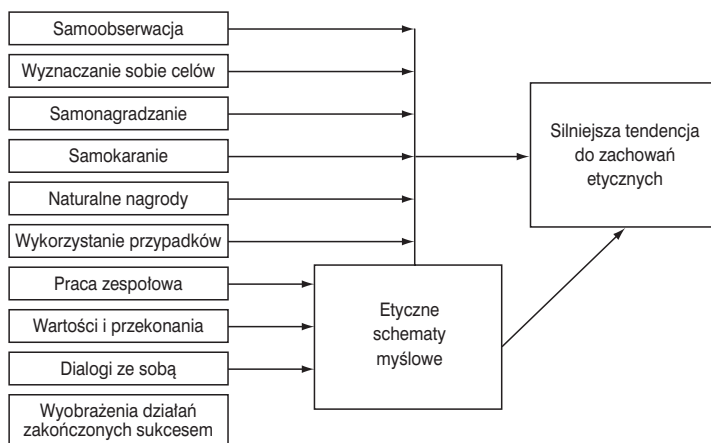 Samoobserwacja
Wyznaczanie sobie celów
Samonagradzanie
Samokaranie
Naturalne nagrody
Wykorzystanie przypadków
Praca zespołowa
Wartości i przekonania
Dialogi ze sobą
Wyobrażenia działań
zakończonych sukcesem
Etyczne
schematy
myślowe
Silniejsza tendencja
do zachowań
etycznych